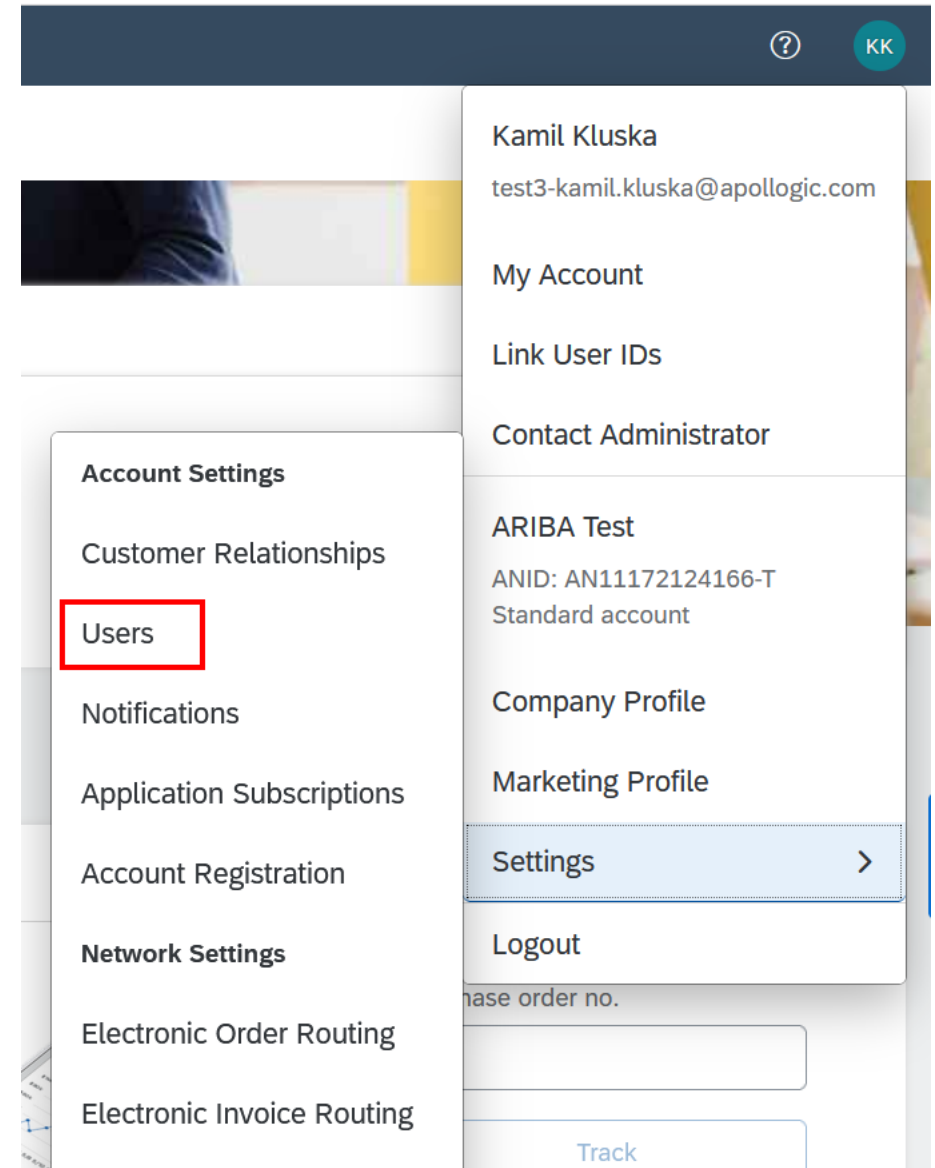 KK
Kamil Kluska
test3-kamil.kluska@apollogic.com
My Account
Link User IDs
Contact Administrator
ARIBA Test
ANID: AN11172124166-T
Standard account
Company Profile
Marketing Profile
Settings
Logout
Account Settings
Customer Relationships
Users
Notifications
Application Subscriptions
Account Registration
Network Settings
Electronic Order Routing
Electronic Invoice Routing
hase order no.
Track